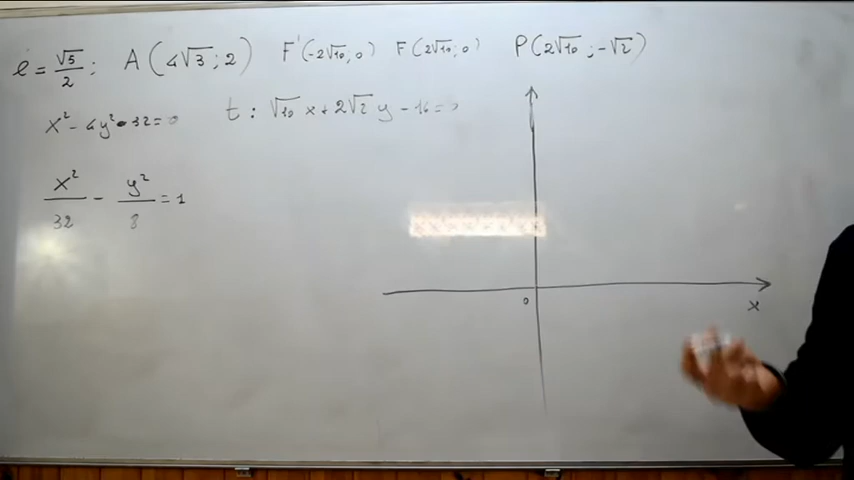 e = √5/2 ; A(4√3 ; 2) F'(-2√10 ; 0) F(2√10 ; 0) P(2√10 ; -√2)
x² - 4y² - 32 = 0 t : √10 x + 2√2 y - 16 = 0
x²/32 - y²/8 = 1
0
x